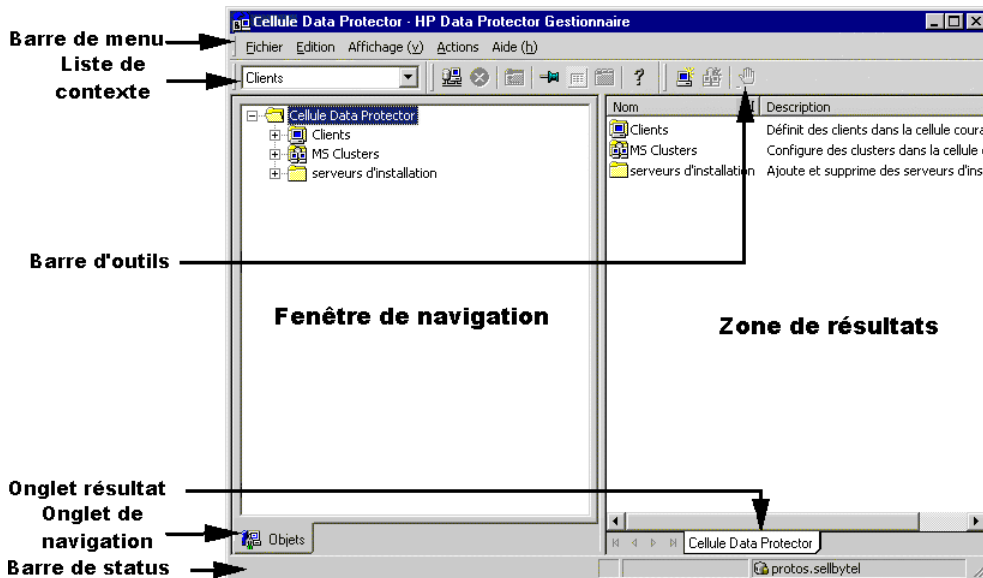 Cellule Data Protector - HP Data Protector Gestionnaire
Barre de menu
Fichier Edition Affichage (v) Actions Aide (h)
Liste de
contexte
Clients
?
Nom Description
Cellule Data Protector
Clients
MS Clusters
serveurs d'installation
Clients Définit des clients dans la cellule coura
MS Clusters Configure des clusters dans la cellule
serveurs d'installation Ajoute et supprime des serveurs d'ins
Barre d'outils
Fenêtre de navigation
Zone de résultats
Onglet résultat
Onglet de
navigation
Objets
Cellule Data Protector
Barre de status
protos.sellbytel